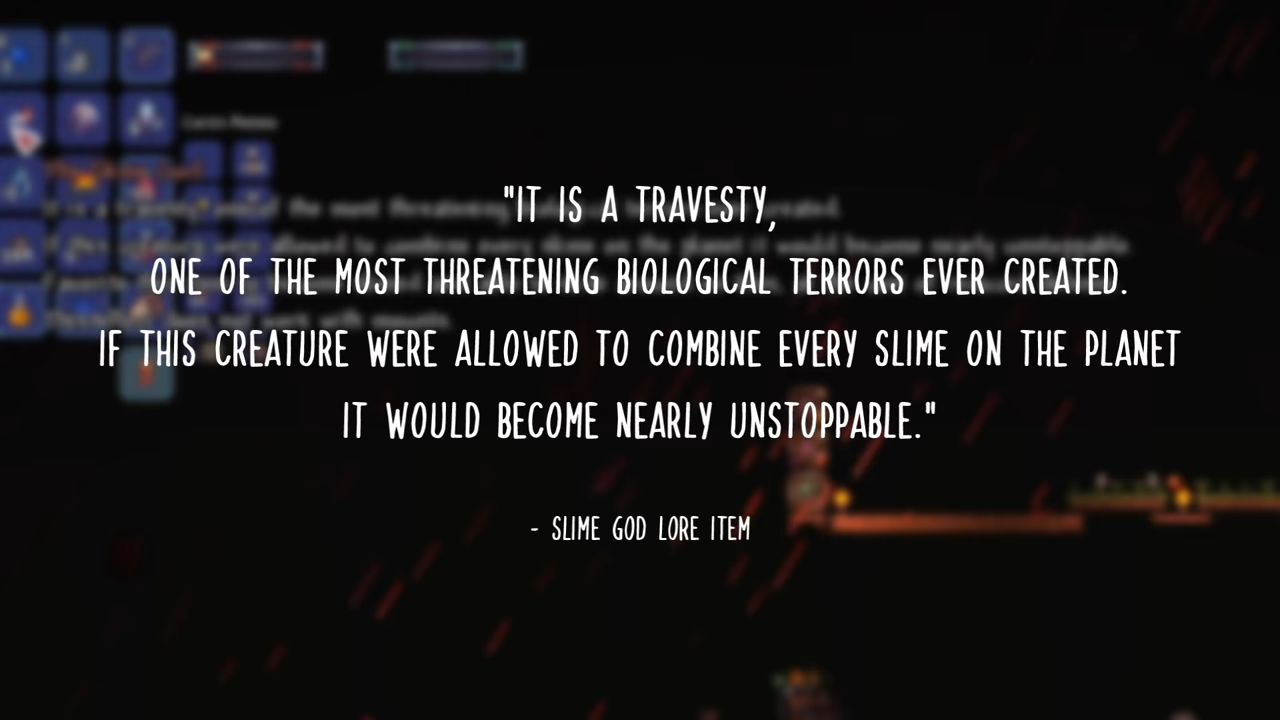 "IT IS A TRAVESTY,
ONE OF THE MOST THREATENING BIOLOGICAL TERRORS EVER CREATED.
IF THIS CREATURE WERE ALLOWED TO COMBINE EVERY SLIME ON THE PLANET
IT WOULD BECOME NEARLY UNSTOPPABLE."
- SLIME GOD LORE ITEM